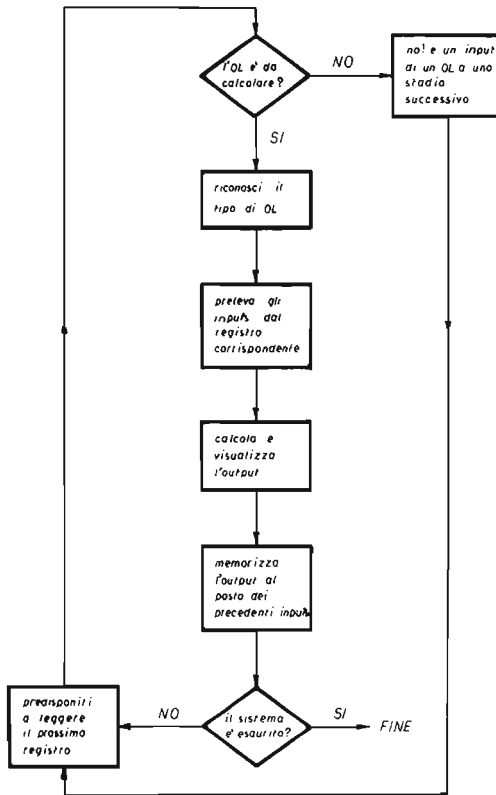 l'OL e' da
calcolare?
NO
no! e un input
di un OL a uno
stadio
successivo
SI
riconosci il
tipo di OL
preleva gli
inputs dal
registro
corrispondente
calcola e
visualizza
l'output
memorizza
l'output al
posto dei
precedenti inputs
il sistema
e' esaurito?
NO
SI
FINE
predisponiti
a leggere
il prossimo
registro